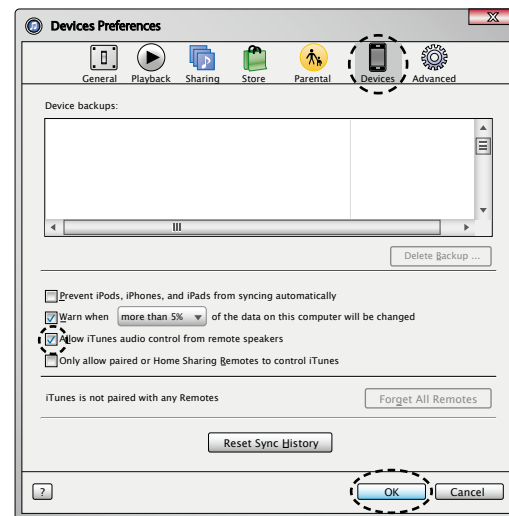 Devices Preferences
General Playback Sharing Store Parental Devices Advanced
Device backups:
Delete Backup ...
Prevent iPods, iPhones, and iPads from syncing automatically
Warn when more than 5% of the data on this computer will be changed
Allow iTunes audio control from remote speakers
Only allow paired or Home Sharing Remotes to control iTunes
iTunes is not paired with any Remotes Forget All Remotes
Reset Sync History
? OK Cancel